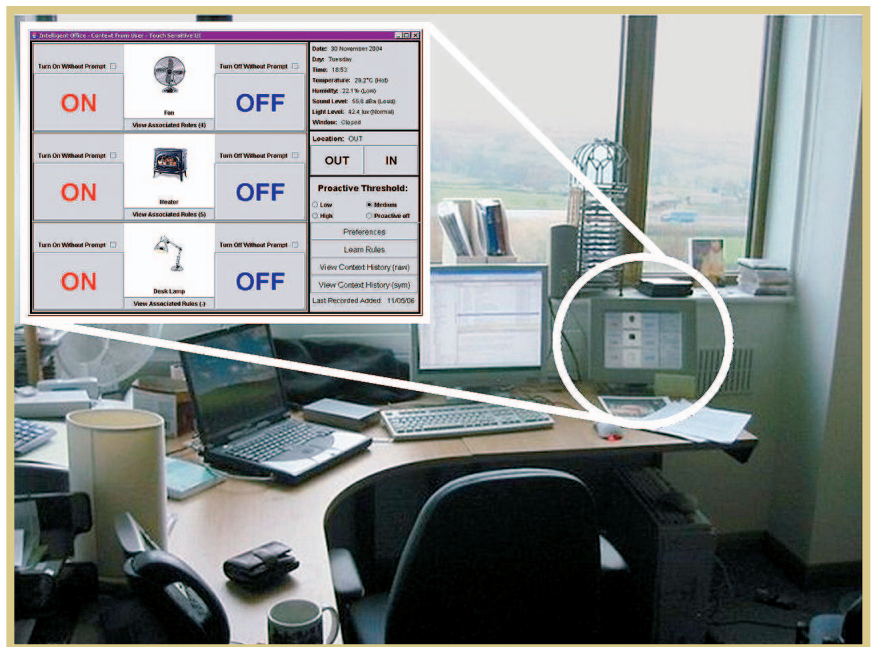 Intelligent Office - Context From User - Touch Sensitive UI
Turn On Without Prompt
ON
Fan
View Associated Rules (4)
Turn Off Without Prompt
OFF
Turn On Without Prompt
ON
Heater
View Associated Rules (5)
Turn Off Without Prompt
OFF
Turn On Without Prompt
ON
Desk Lamp
View Associated Rules (-)
Turn Off Without Prompt
OFF
Date: 30 November 2004
Day: Tuesday
Time: 18:53
Temperature: 29.2°C (Hot)
Humidity: 22.1% (Low)
Sound Level: 55.8 dBa (Loud)
Light Level: 42.4 lux (Normal)
Window: Closed
Location: OUT
OUT IN
Proactive Threshold:
Low Medium
High Proactive off
Preferences
Learn Rules
View Context History (raw)
View Context History (sym)
Last Recorded Added: 11/05/06